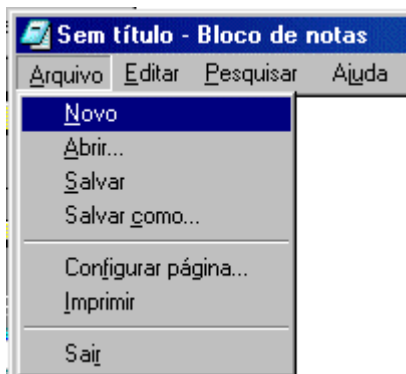 Sem título - Bloco de notas
Arquivo Editar Pesquisar Ajuda
Novo
Abrir...
Salvar
Salvar como...
Configurar página...
Imprimir
Sair